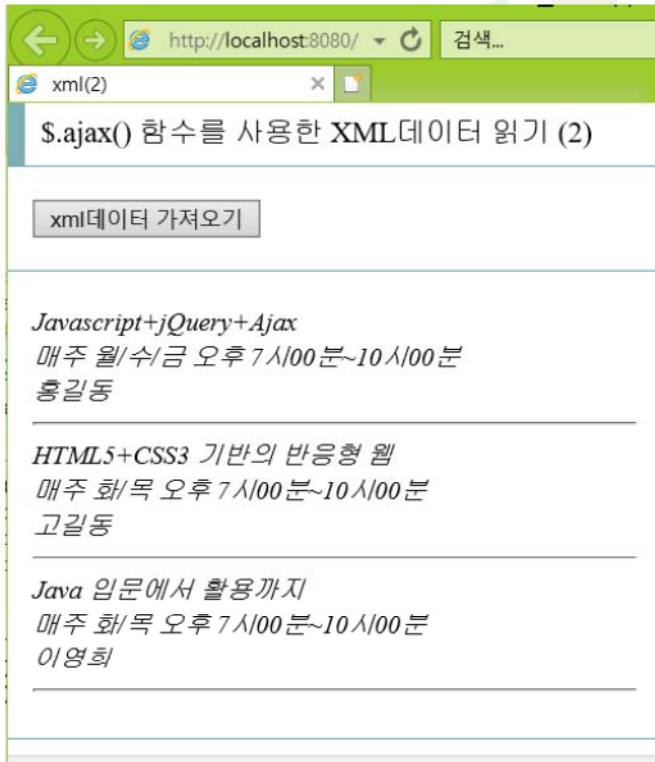 http://localhost:8080/
검색...
xml(2)
$.ajax() 함수를 사용한 XML데이터 읽기 (2)
xml데이터 가져오기
Javascript+jQuery+Ajax
매주 월/수/금 오후 7시00분~10시00분
홍길동
HTML5+CSS3 기반의 반응형 웹
매주 화/목 오후 7시00분~10시00분
고길동
Java 입문에서 활용까지
매주 화/목 오후 7시00분~10시00분
이영희